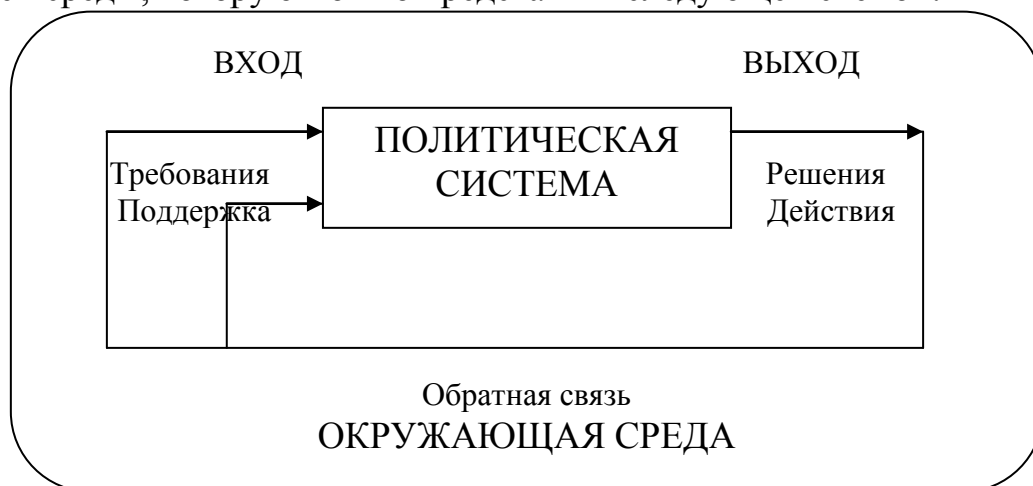 ВХОД ВЫХОД
ПОЛИТИЧЕСКАЯ
СИСТЕМА
Требования
Поддержка
Решения
Действия
Обратная связь
ОКРУЖАЮЩАЯ СРЕДА